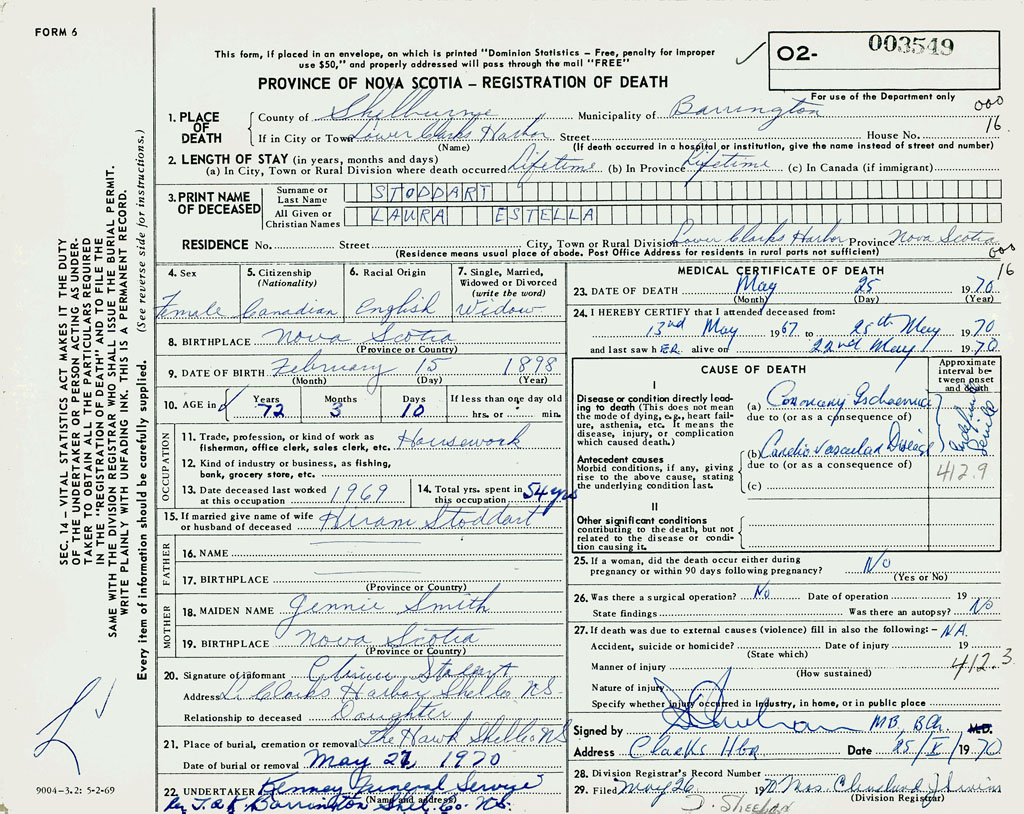 FORM 6
This form, if placed in an envelope, on which is printed "Dominion Statistics – Free, penalty for improper
use $50," and properly addressed will pass through the mail "FREE"
O2- 003549
PROVINCE OF NOVA SCOTIA – REGISTRATION OF DEATH
For use of the Department only
000
16
1. PLACE OF DEATH
County of Shelburne Municipality of Barrington
If in City or Town Lower Clarks Harbor Street House No.
(Name) (If death occurred in a hospital or institution, give the name instead of street and number)
2. LENGTH OF STAY (in years, months and days)
(a) In City, Town or Rural Division where death occurred Lifetime (b) In Province Lifetime (c) In Canada (if immigrant)
3. PRINT NAME OF DECEASED
Surname or Last Name STODDART
All Given or Christian Names LAURA ESTELLA
RESIDENCE No. Street City, Town or Rural Division Lower Clarks Harbor Province Nova Scotia
(Residence means usual place of abode. Post Office Address for residents in rural parts not sufficient)
000
16
4. Sex 5. Citizenship (Nationality) 6. Racial Origin 7. Single, Married, Widowed or Divorced (write the word)
Female Canadian English Widow
8. BIRTHPLACE Nova Scotia
(Province or Country)
9. DATE OF BIRTH February 15 1898
(Month) (Day) (Year)
10. AGE in Years Months Days If less than one day old
72 3 10 hrs. or min.
OCCUPATION
11. Trade, profession, or kind of work as fisherman, office clerk, sales clerk, etc. Housework
12. Kind of industry or business, as fishing, bank, grocery store, etc.
13. Date deceased last worked at this occupation 1969
14. Total yrs. spent in this occupation 54 yrs
15. If married give name of wife or husband of deceased Hiram Stoddart
FATHER
16. NAME
17. BIRTHPLACE
(Province or Country)
MOTHER
18. MAIDEN NAME Jennie Smith
19. BIRTHPLACE Nova Scotia
(Province or Country)
20. Signature of informant
Address L. Clarks Harbor Shel Co NS
Relationship to deceased Daughter
21. Place of burial, cremation or removal The Hawk Shel Co NS
Date of burial or removal May 27 1970
22. UNDERTAKER Kenney Funeral Service
(Name and address)
Barrington Shel. Co. N.S.
MEDICAL CERTIFICATE OF DEATH
23. DATE OF DEATH May 25 1970
(Month) (Day) (Year)
24. I HEREBY CERTIFY that I attended deceased from:
13nd May 1967 to 25th May 1970
and last saw hER alive on 22nd May 1970
CAUSE OF DEATH
Approximate interval between onset and death
I
Disease or condition directly leading to death (This does not mean the mode of dying, e.g., heart failure, asthenia, etc. It means the disease, injury, or complication which caused death.)
(a) Coronary Ischaemia
due to (or as a consequence of)
Antecedent causes
Morbid conditions, if any, giving rise to the above cause, stating the underlying condition last.
(b) Cardio Vascular Disease
due to (or as a consequence of)
(c)
412.9
II
Other significant conditions
contributing to the death, but not related to the disease or condition causing it.
25. If a woman, did the death occur either during pregnancy or within 90 days following pregnancy? No
(Yes or No)
26. Was there a surgical operation? No Date of operation 19
State findings Was there an autopsy? No
27. If death was due to external causes (violence) fill in also the following: – N.A.
Accident, suicide or homicide? Date of injury 19
(State which)
412.3
Manner of injury
(How sustained)
Nature of injury
Specify whether injury occurred in industry, in home, or in public place
Signed by MB, BCh. M.D.
Address Clarks Hbr Date 25/V/1970
28. Division Registrar's Record Number
29. Filed May 26 1970 Mrs. Cleveland
(Division Registrar)
D. SHEEHAN
SEC. 14 – VITAL STATISTICS ACT MAKES IT THE DUTY
OF THE UNDERTAKER OR PERSON ACTING AS UNDER-
TAKER TO OBTAIN ALL THE PARTICULARS REQUIRED
IN THE "REGISTRATION OF DEATH" AND TO FILE THE
SAME WITH THE DIVISION REGISTRAR WHO SHALL ISSUE THE BURIAL PERMIT.
WRITE PLAINLY WITH UNFADING INK. THIS IS A PERMANENT RECORD.
Every item of information should be carefully supplied. (See reverse side for instructions.)
9004-3.2: 5-2-69